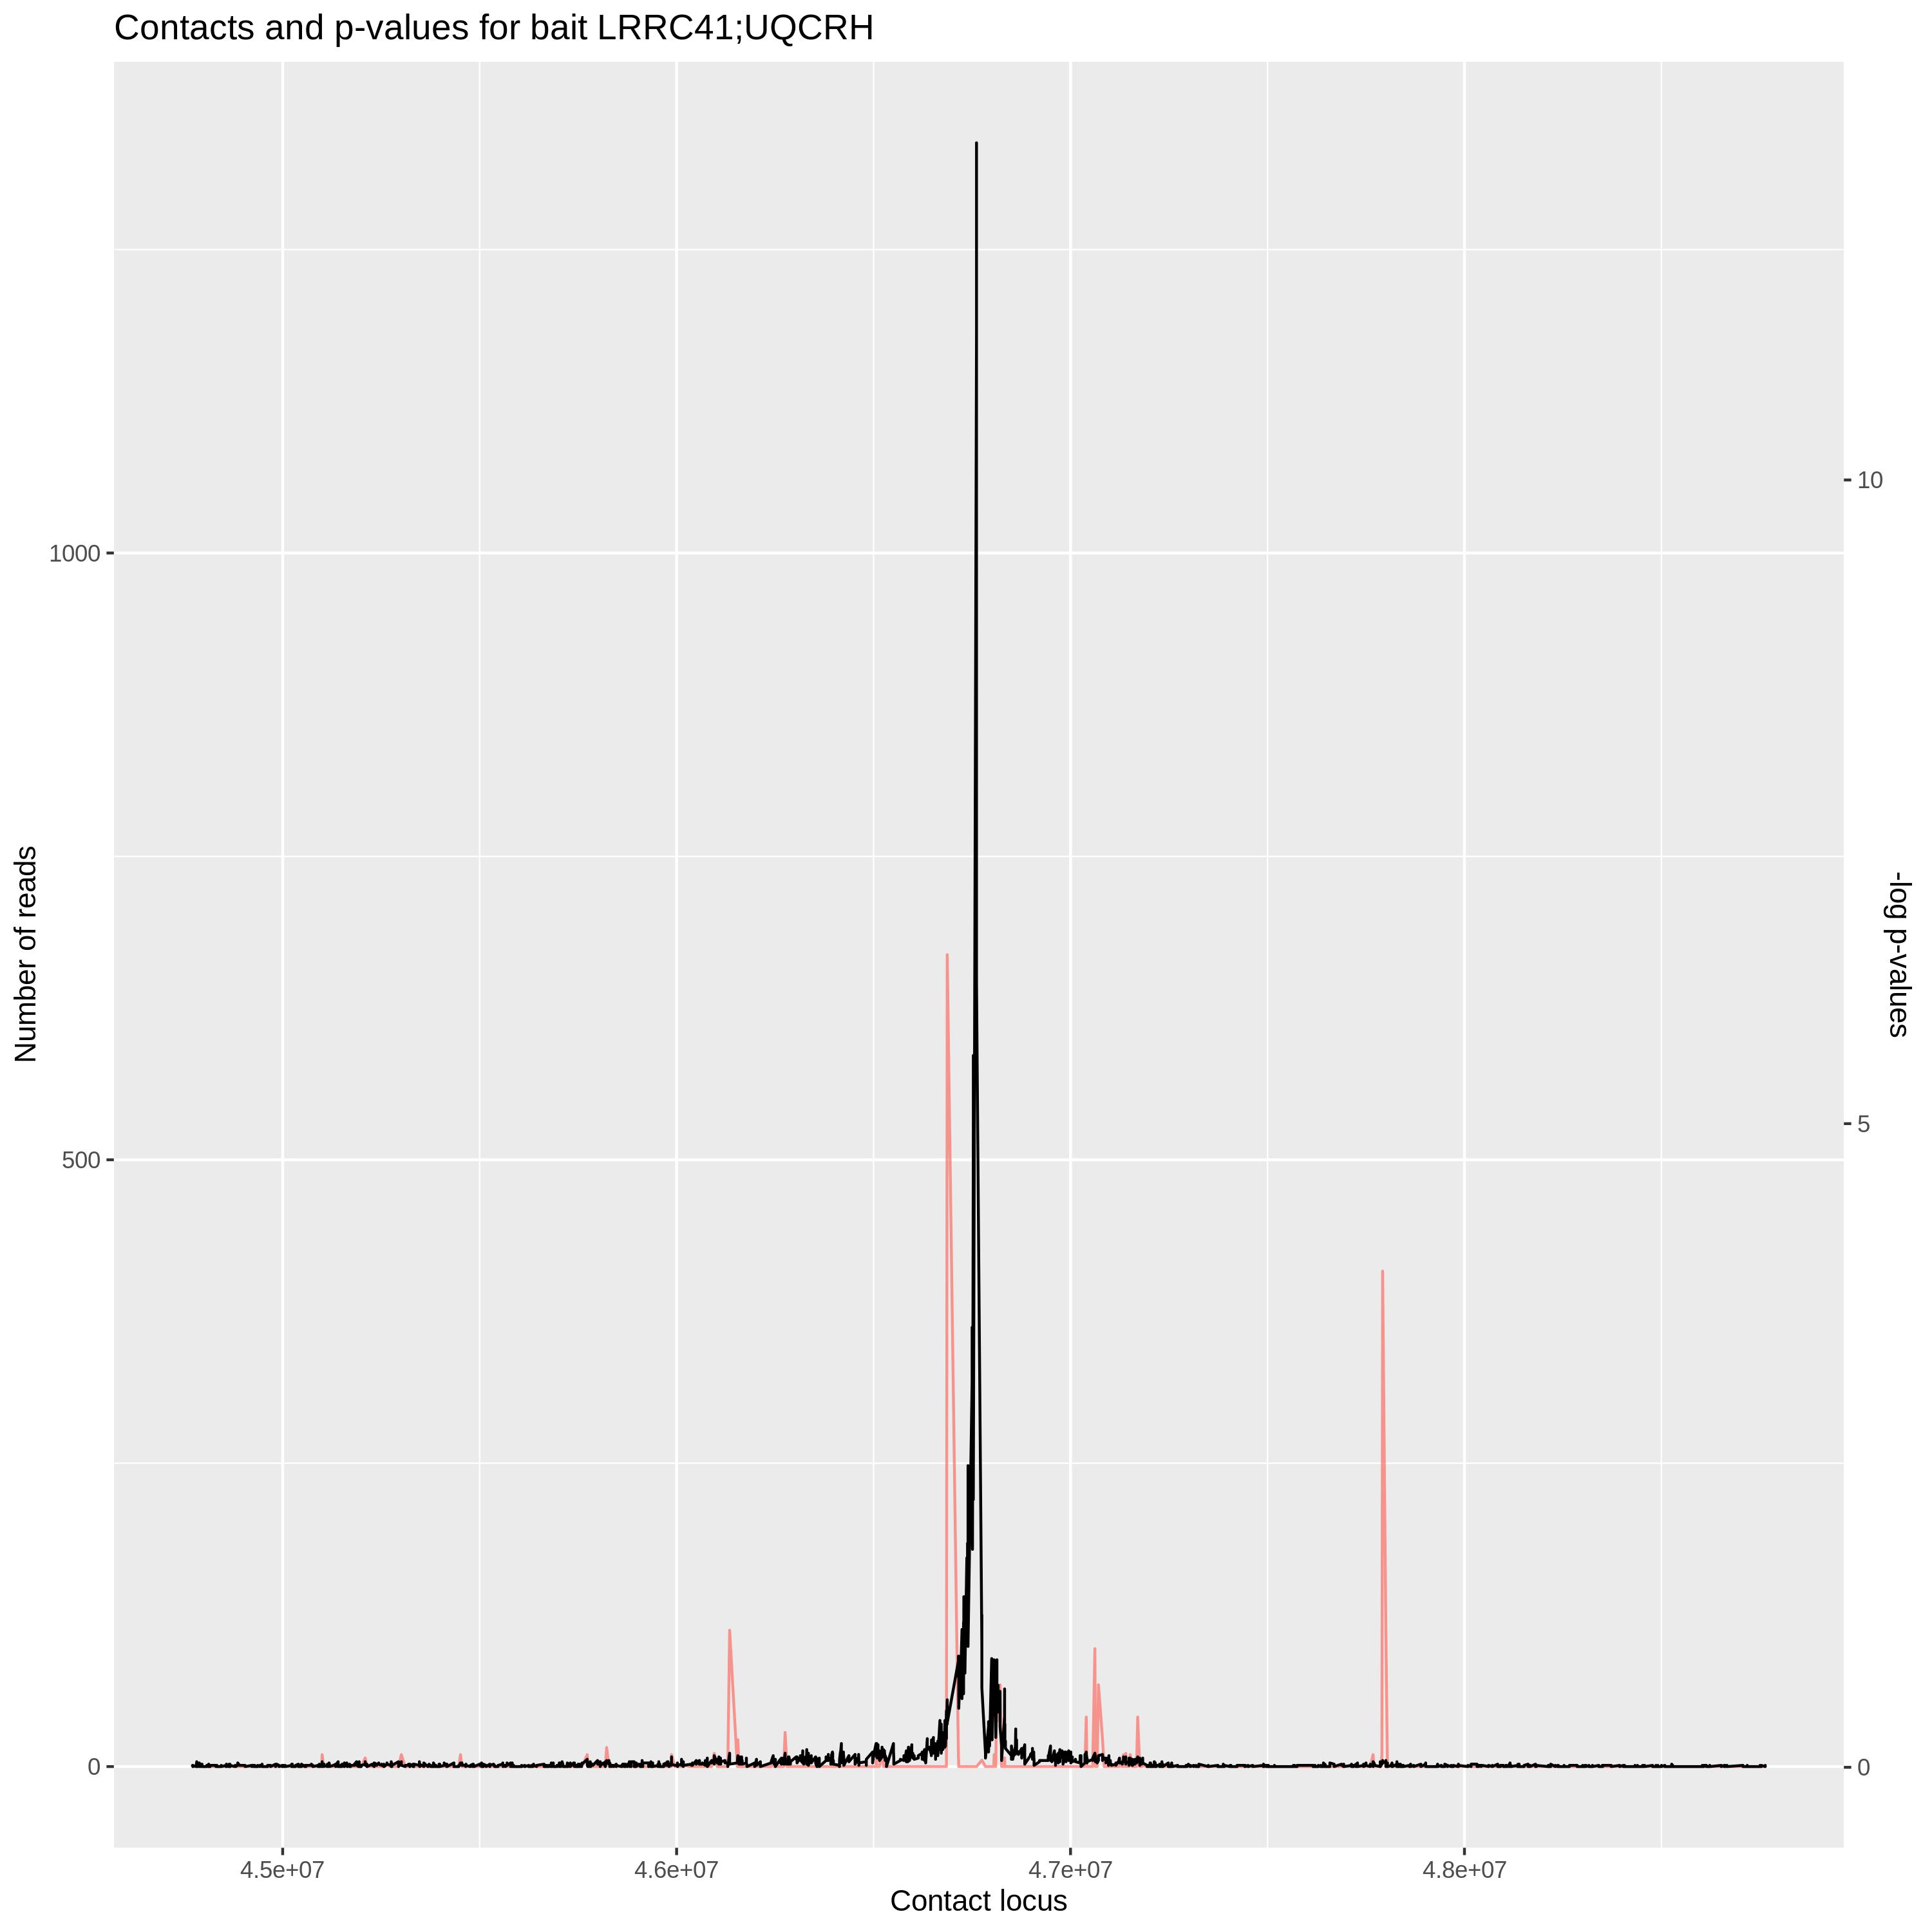 Contacts and p-values for bait LRRC41;UQCRH
Number of reads
1000
500
0
10
5
0
-log p-values
4.5e+07
4.6e+07
4.7e+07
4.8e+07
Contact locus